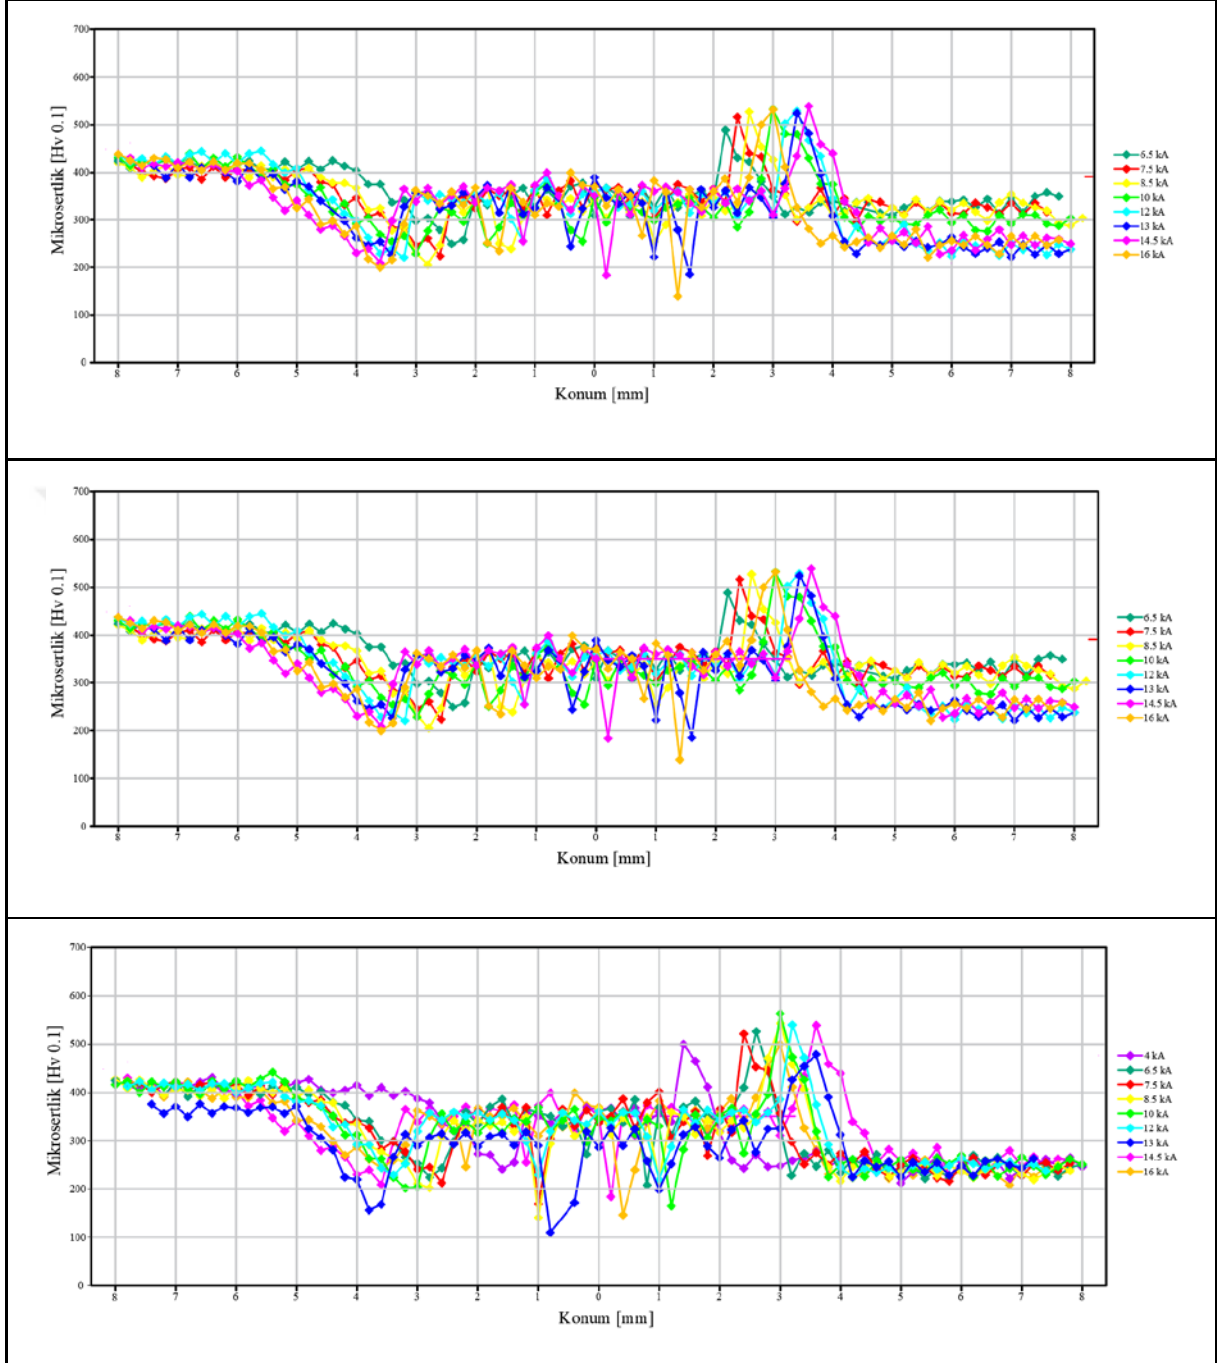 700
600
500
400
300
200
100
0
Mikrosertlik [Hv 0.1]
8 7 6 5 4 3 2 1 0 1 2 3 4 5 6 7 8
Konum [mm]
6.5 kA
7.5 kA
8.5 kA
10 kA
12 kA
13 kA
14.5 kA
16 kA
700
600
500
400
300
200
100
0
Mikrosertlik [Hv 0.1]
8 7 6 5 4 3 2 1 0 1 2 3 4 5 6 7 8
Konum [mm]
6.5 kA
7.5 kA
8.5 kA
10 kA
12 kA
13 kA
14.5 kA
16 kA
700
600
500
400
300
200
100
0
Mikrosertlik [Hv 0.1]
8 7 6 5 4 3 2 1 0 1 2 3 4 5 6 7 8
Konum [mm]
4 kA
6.5 kA
7.5 kA
8.5 kA
10 kA
12 kA
13 kA
14.5 kA
16 kA